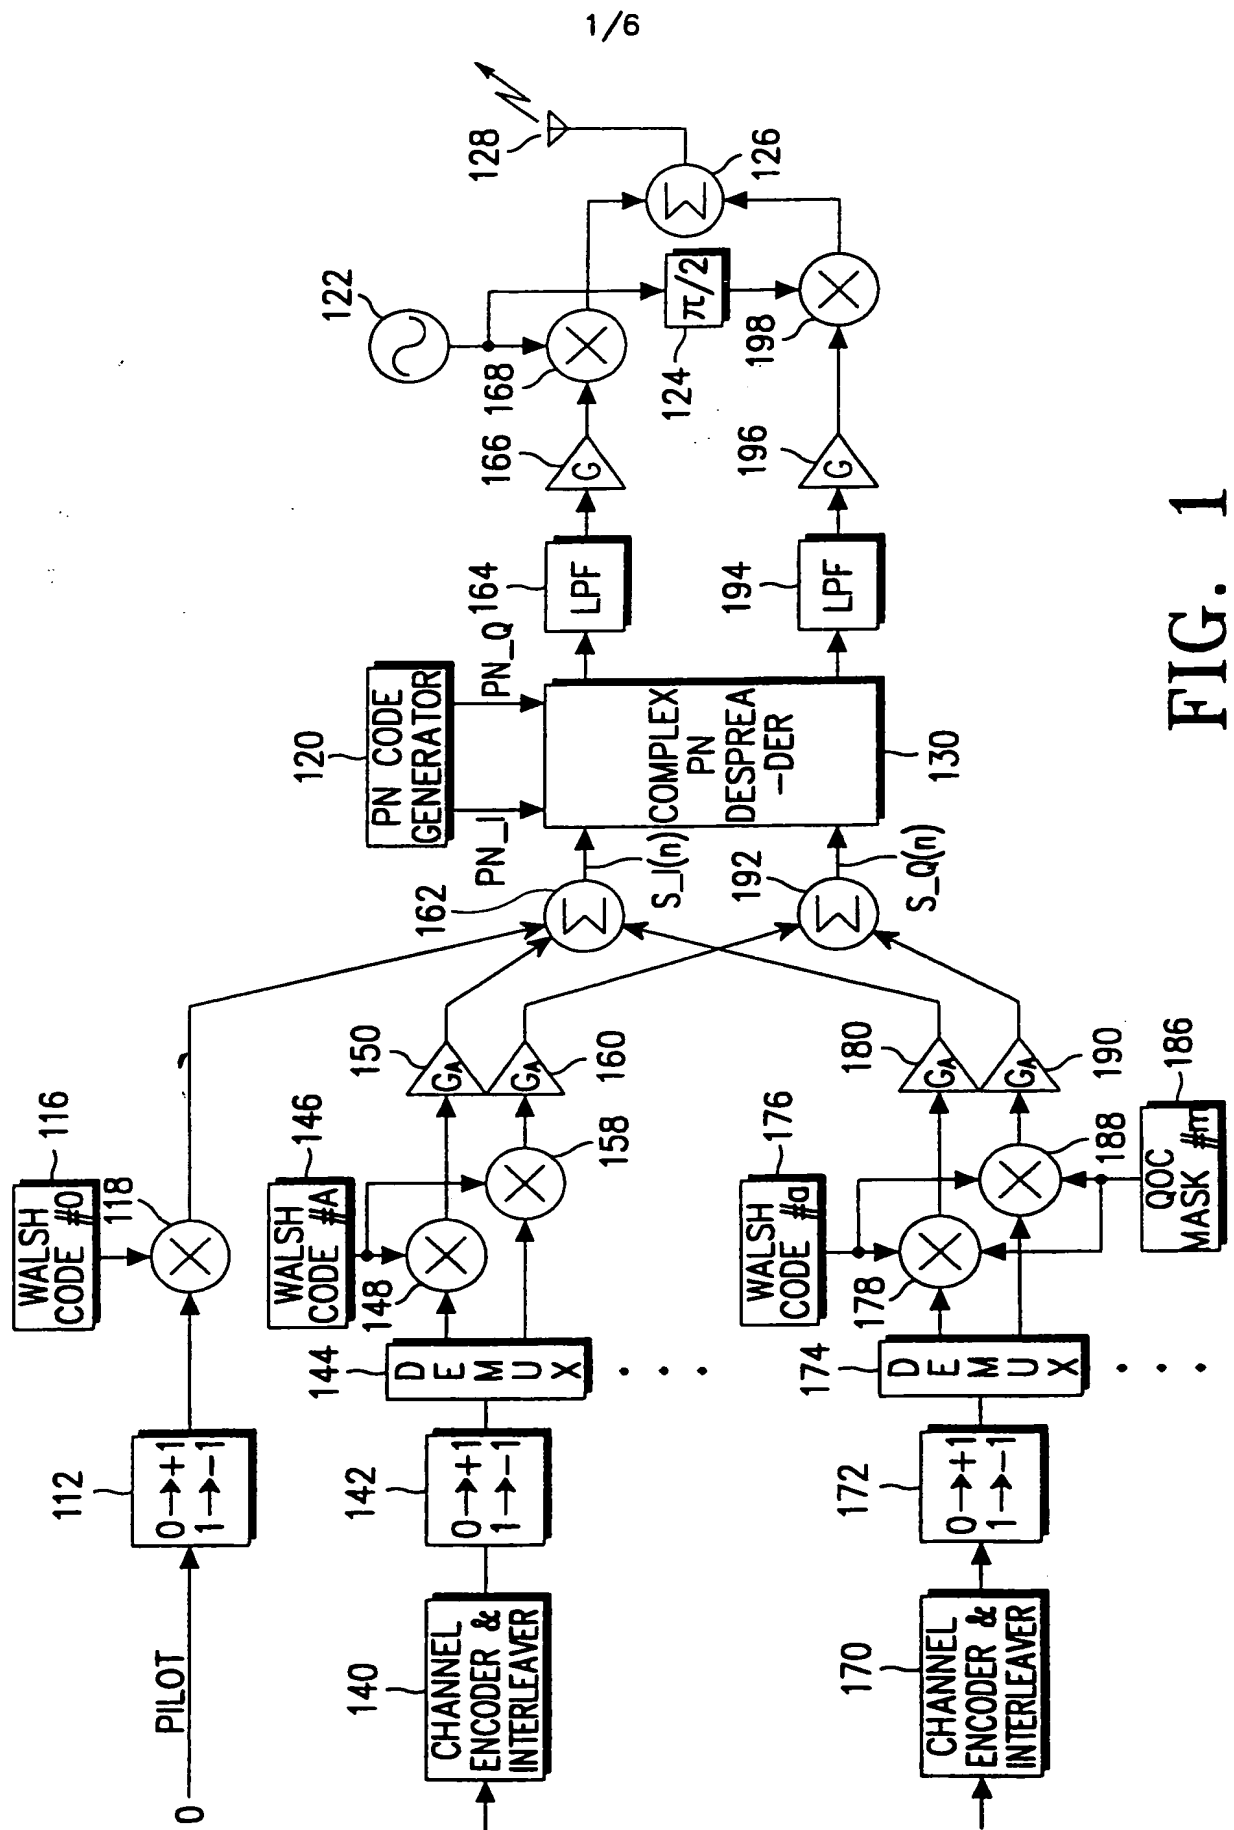 1/6
0
PILOT
112
0→+1
1→-1
116
WALSH
CODE #0
118
140
CHANNEL
ENCODER &
INTERLEAVER
142
0→+1
1→-1
144
DEMUX
146
WALSH
CODE #A
148
158
150
GA
160
GA
170
CHANNEL
ENCODER &
INTERLEAVER
172
0→+1
1→-1
174
DEMUX
176
WALSH
CODE #a
178
188
186
QOC
MASK #m
180
GA
190
GA
162
Σ
S_I(n)
192
Σ
S_Q(n)
120
PN CODE
GENERATOR
PN_I
PN_Q
COMPLEX
PN
DESPREA
-DER
130
164
LPF
166
G
168
194
LPF
196
G
198
122
124
π/2
126
Σ
128
FIG. 1